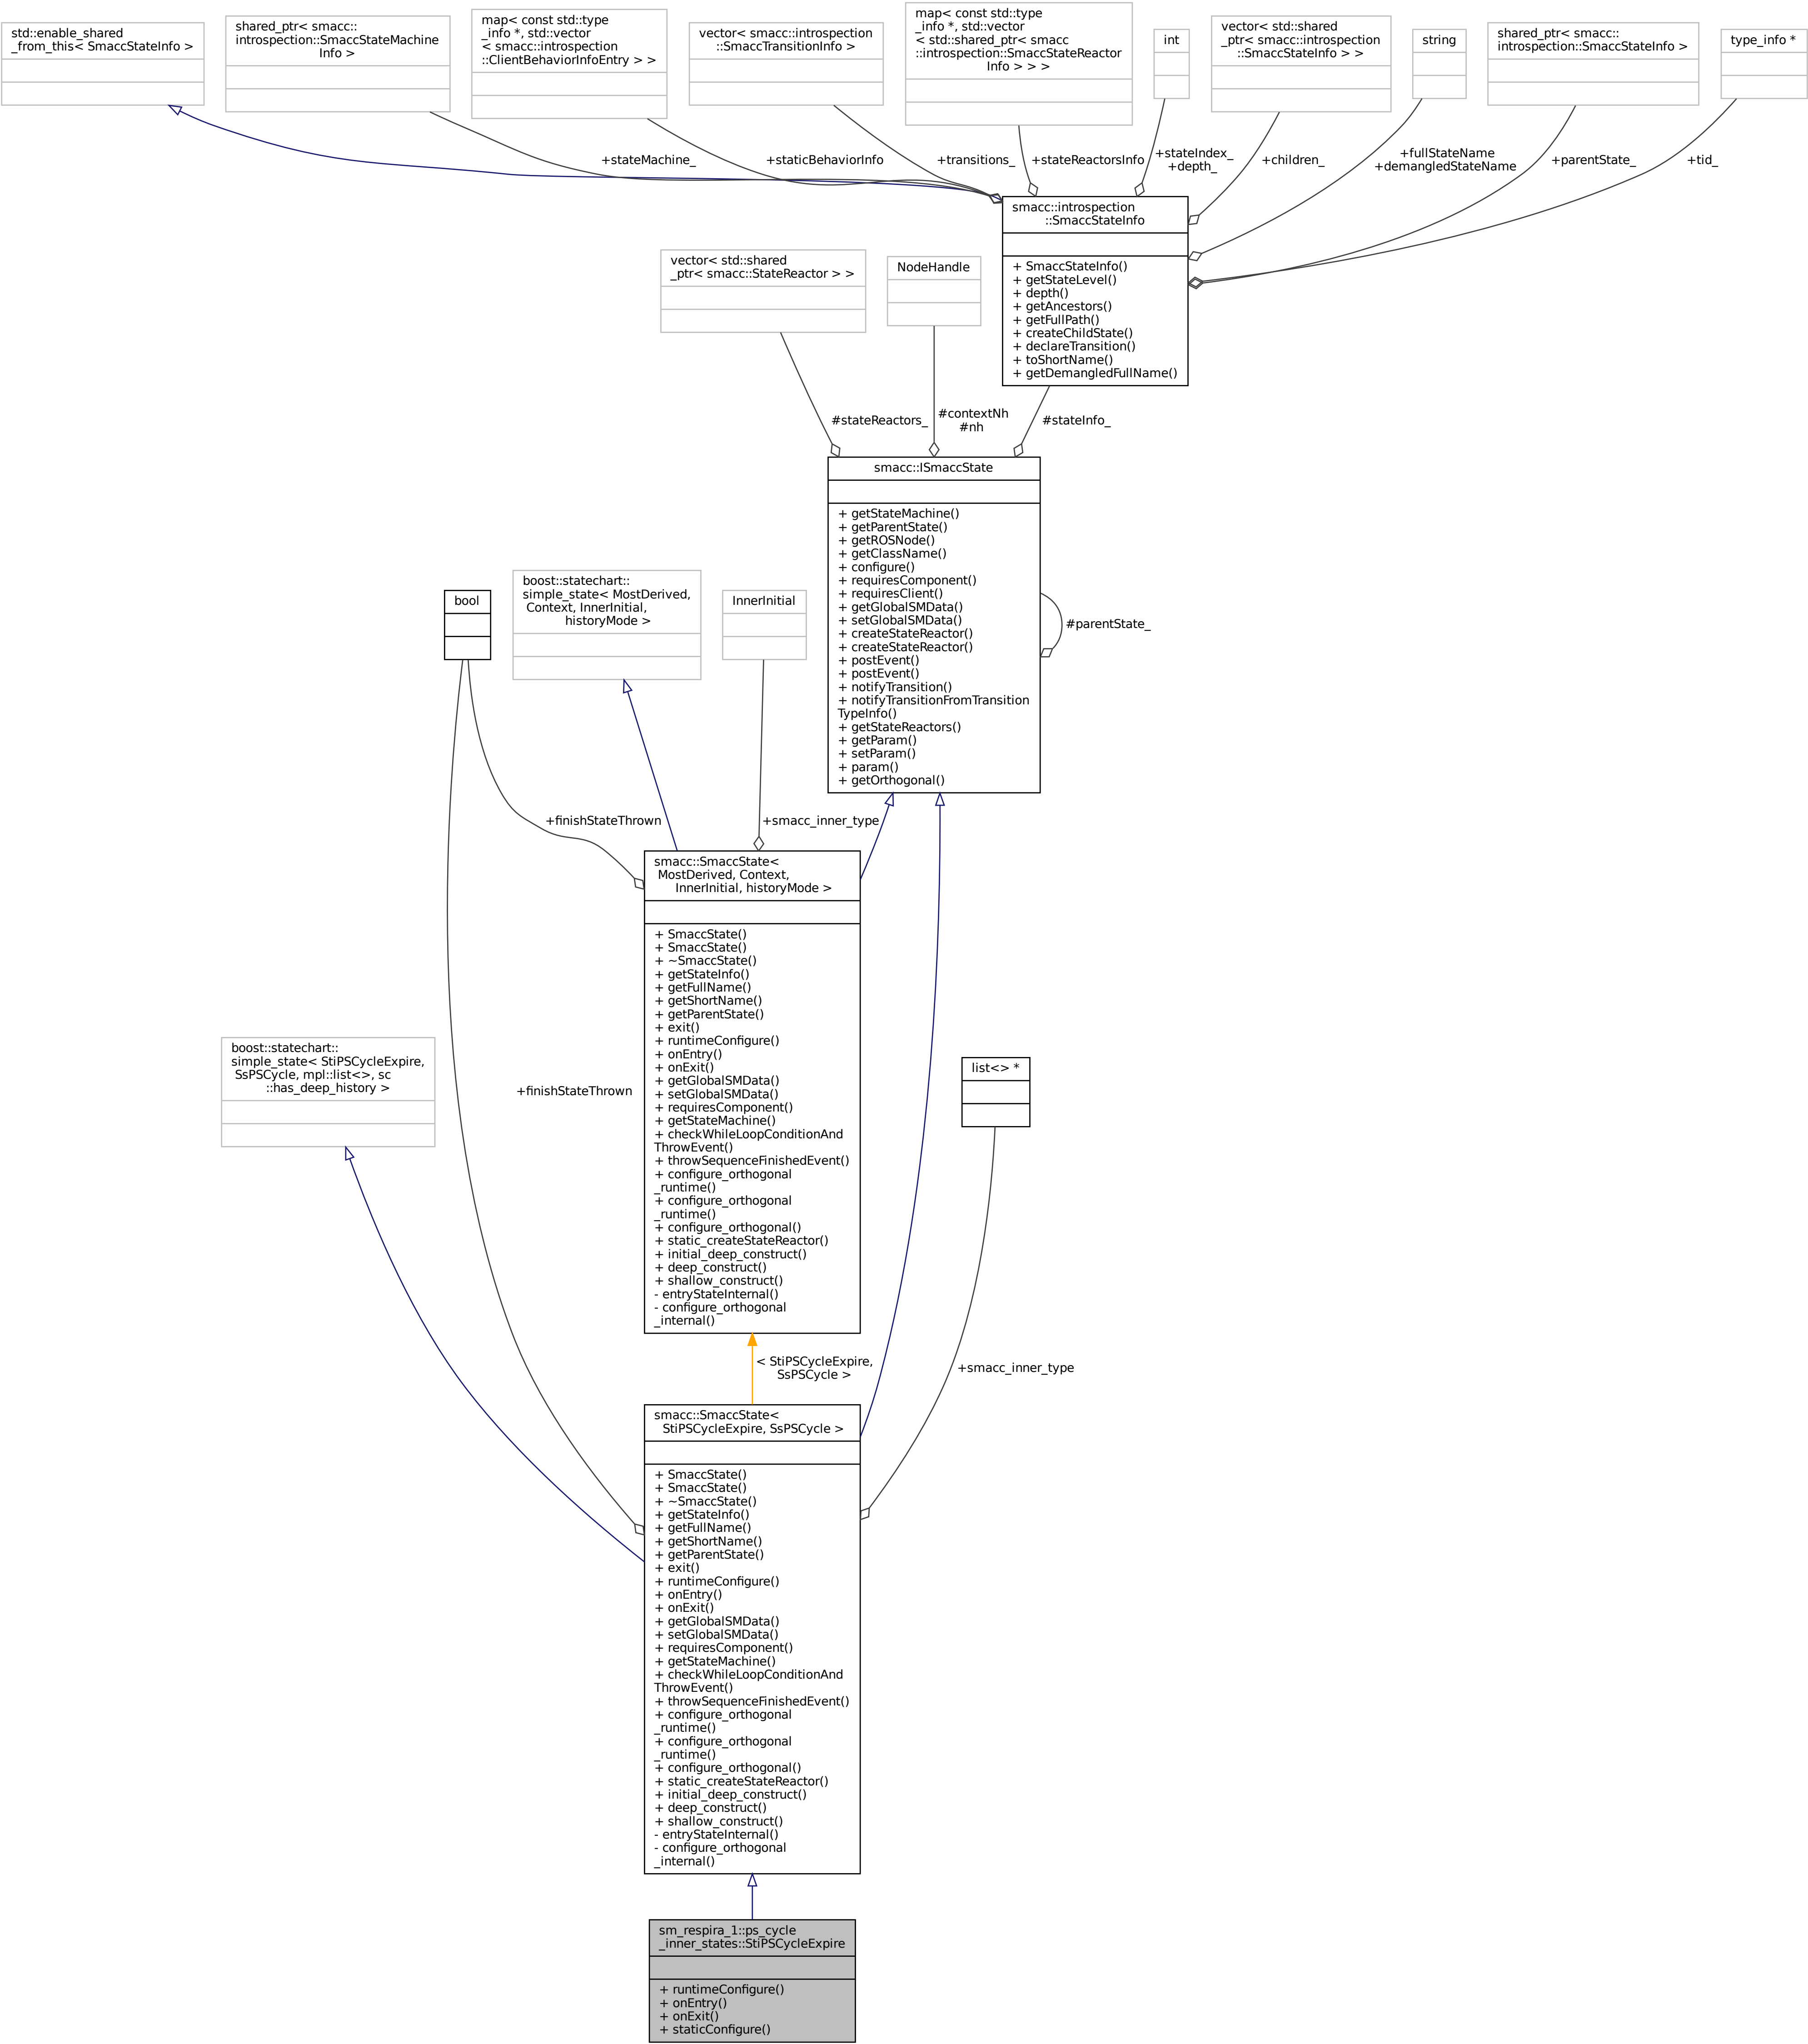 std::enable_shared
_from_this< SmaccStateInfo >
shared_ptr< smacc::
introspection::SmaccStateMachine
Info >
map< const std::type
_info *, std::vector
< smacc::introspection
::ClientBehaviorInfoEntry > >
vector< smacc::introspection
::SmaccTransitionInfo >
map< const std::type
_info *, std::vector
< std::shared_ptr< smacc
::introspection::SmaccStateReactor
Info > > >
int
vector< std::shared
_ptr< smacc::introspection
::SmaccStateInfo > >
string
shared_ptr< smacc::
introspection::SmaccStateInfo >
type_info *
+stateMachine_
+staticBehaviorInfo
+transitions_
+stateReactorsInfo
+stateIndex_
+depth_
+children_
+fullStateName
+demangledStateName
+parentState_
+tid_
smacc::introspection
::SmaccStateInfo
+ SmaccStateInfo()
+ getStateLevel()
+ depth()
+ getAncestors()
+ getFullPath()
+ createChildState()
+ declareTransition()
+ toShortName()
+ getDemangledFullName()
vector< std::shared
_ptr< smacc::StateReactor > >
NodeHandle
#stateReactors_
#contextNh
#nh
#stateInfo_
smacc::ISmaccState
+ getStateMachine()
+ getParentState()
+ getROSNode()
+ getClassName()
+ configure()
+ requiresComponent()
+ requiresClient()
+ getGlobalSMData()
+ setGlobalSMData()
+ createStateReactor()
+ createStateReactor()
+ postEvent()
+ postEvent()
+ notifyTransition()
+ notifyTransitionFromTransition
TypeInfo()
+ getStateReactors()
+ getParam()
+ setParam()
+ param()
+ getOrthogonal()
#parentState_
bool
boost::statechart::
simple_state< MostDerived,
Context, InnerInitial,
historyMode >
InnerInitial
+finishStateThrown
+smacc_inner_type
smacc::SmaccState<
MostDerived, Context,
InnerInitial, historyMode >
+ SmaccState()
+ SmaccState()
+ ~SmaccState()
+ getStateInfo()
+ getFullName()
+ getShortName()
+ getParentState()
+ exit()
+ runtimeConfigure()
+ onEntry()
+ onExit()
+ getGlobalSMData()
+ setGlobalSMData()
+ requiresComponent()
+ getStateMachine()
+ checkWhileLoopConditionAnd
ThrowEvent()
+ throwSequenceFinishedEvent()
+ configure_orthogonal
_runtime()
+ configure_orthogonal
_runtime()
+ configure_orthogonal()
+ static_createStateReactor()
+ initial_deep_construct()
+ deep_construct()
+ shallow_construct()
- entryStateInternal()
- configure_orthogonal
_internal()
boost::statechart::
simple_state< StiPSCycleExpire,
SsPSCycle, mpl::list<>, sc
::has_deep_history >
+finishStateThrown
list<> *
< StiPSCycleExpire,
SsPSCycle >
+smacc_inner_type
smacc::SmaccState<
StiPSCycleExpire, SsPSCycle >
+ SmaccState()
+ SmaccState()
+ ~SmaccState()
+ getStateInfo()
+ getFullName()
+ getShortName()
+ getParentState()
+ exit()
+ runtimeConfigure()
+ onEntry()
+ onExit()
+ getGlobalSMData()
+ setGlobalSMData()
+ requiresComponent()
+ getStateMachine()
+ checkWhileLoopConditionAnd
ThrowEvent()
+ throwSequenceFinishedEvent()
+ configure_orthogonal
_runtime()
+ configure_orthogonal
_runtime()
+ configure_orthogonal()
+ static_createStateReactor()
+ initial_deep_construct()
+ deep_construct()
+ shallow_construct()
- entryStateInternal()
- configure_orthogonal
_internal()
sm_respira_1::ps_cycle
_inner_states::StiPSCycleExpire
+ runtimeConfigure()
+ onEntry()
+ onExit()
+ staticConfigure()